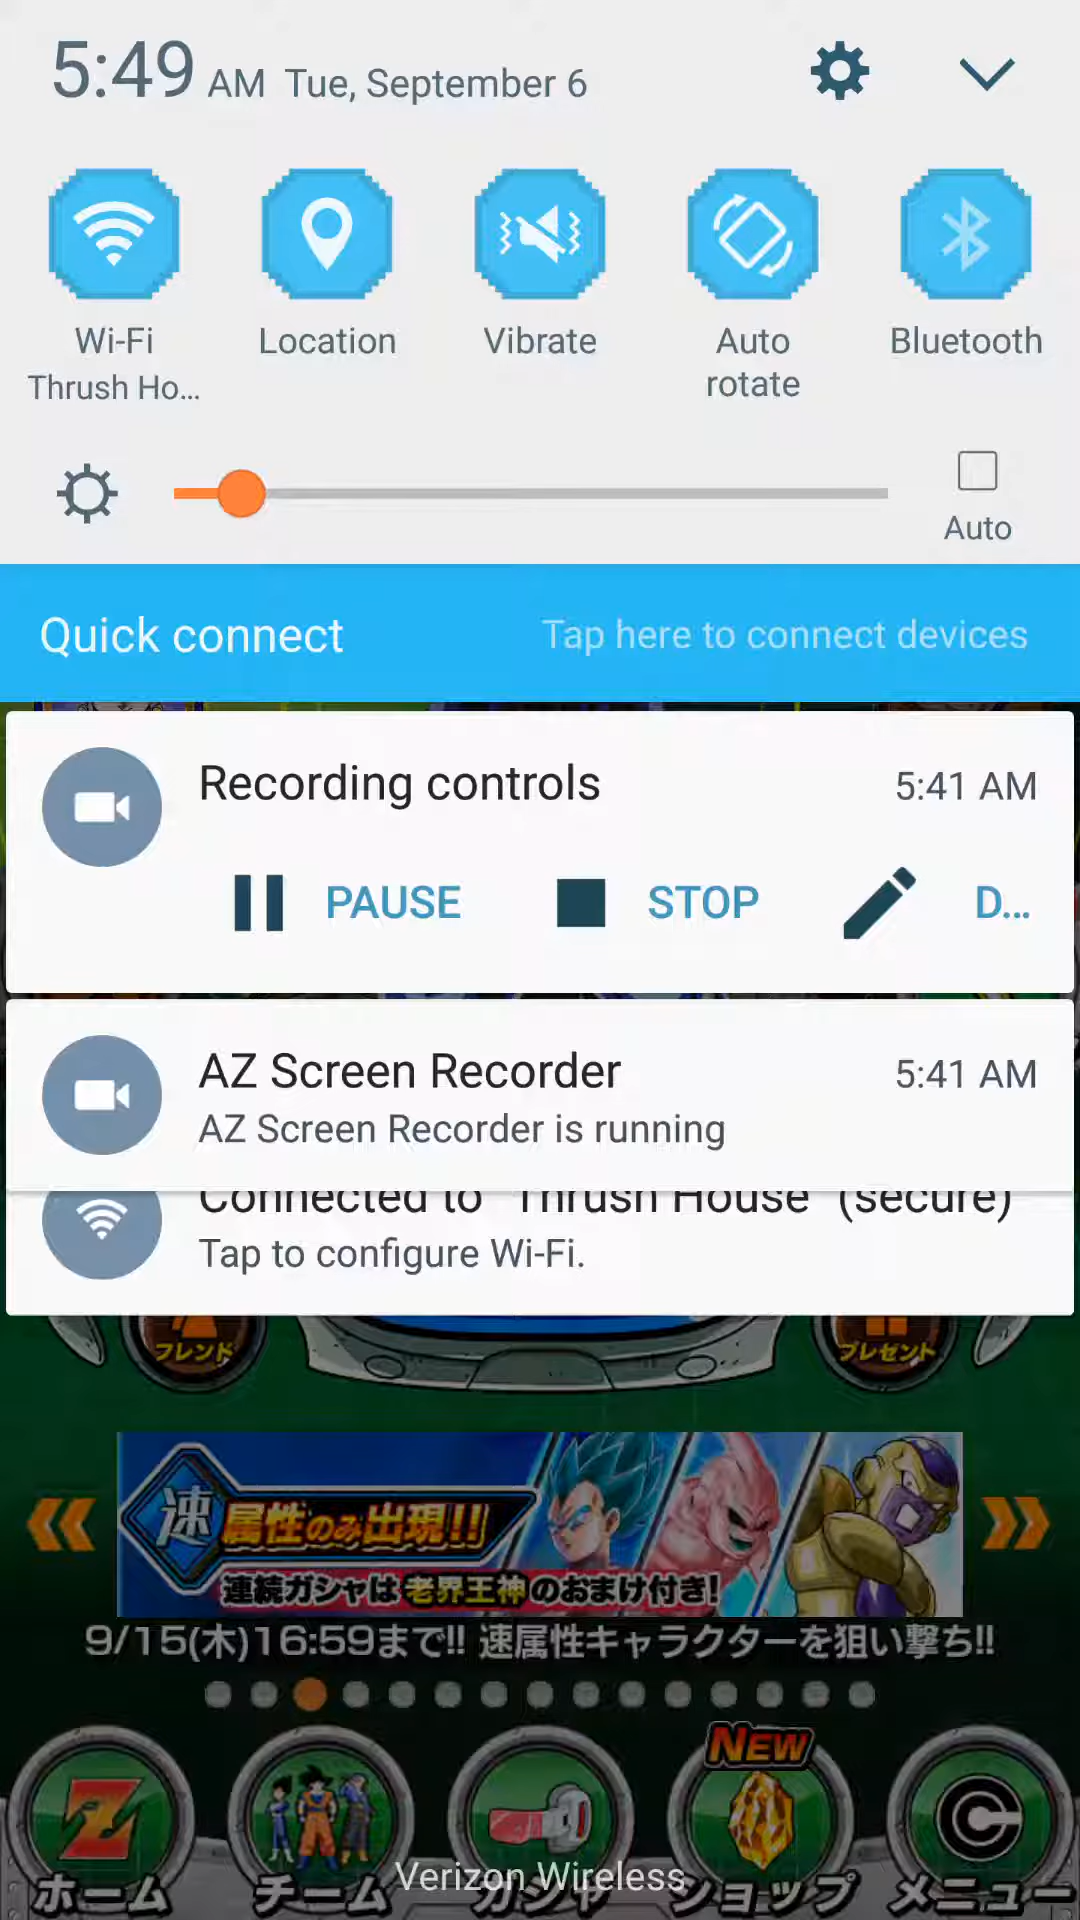 5:49 AM Tue, September 6
Wi-Fi
Thrush Ho...
Location
Vibrate
Auto
rotate
Bluetooth
Auto
Quick connect
Tap here to connect devices
Recording controls
5:41 AM
PAUSE
STOP
D...
AZ Screen Recorder
5:41 AM
AZ Screen Recorder is running
Connected to "Thrush House" (secure)
Tap to configure Wi-Fi.
フレンド
プレゼント
速
属性のみ出現!!
連続ガシャは老界王神のおまけ付き!
9/15(木)16:59まで!! 速属性キャラクターを狙い撃ち!!
NEW
ホーム
チーム
ガシャ
ショップ
メニュー
Verizon Wireless